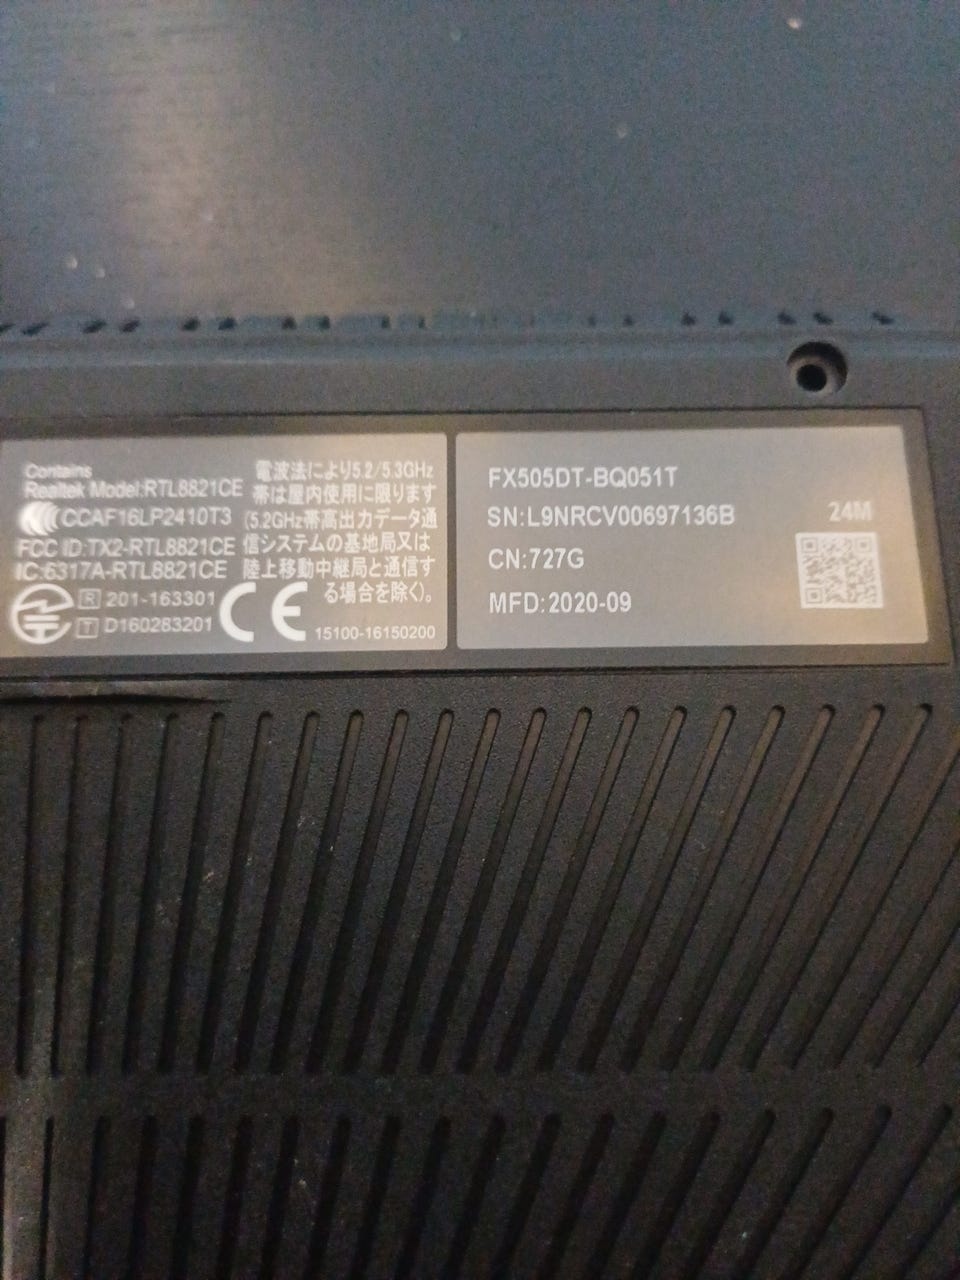 Contains
Realtek Model:RTL8821CE
CCAF16LP2410T3
FCC ID:TX2-RTL8821CE
IC:6317A-RTL8821CE
R 201-163301
T D160283201
CE
電波法により5.2/5.3GHz
帯は屋内使用に限ります
(5.2GHz帯高出力データ通
信システムの基地局又は
陸上移動中継局と通信す
る場合を除く)。
15100-16150200
FX505DT-BQ051T
SN:L9NRCV00697136B
24M
CN:727G
MFD:2020-09